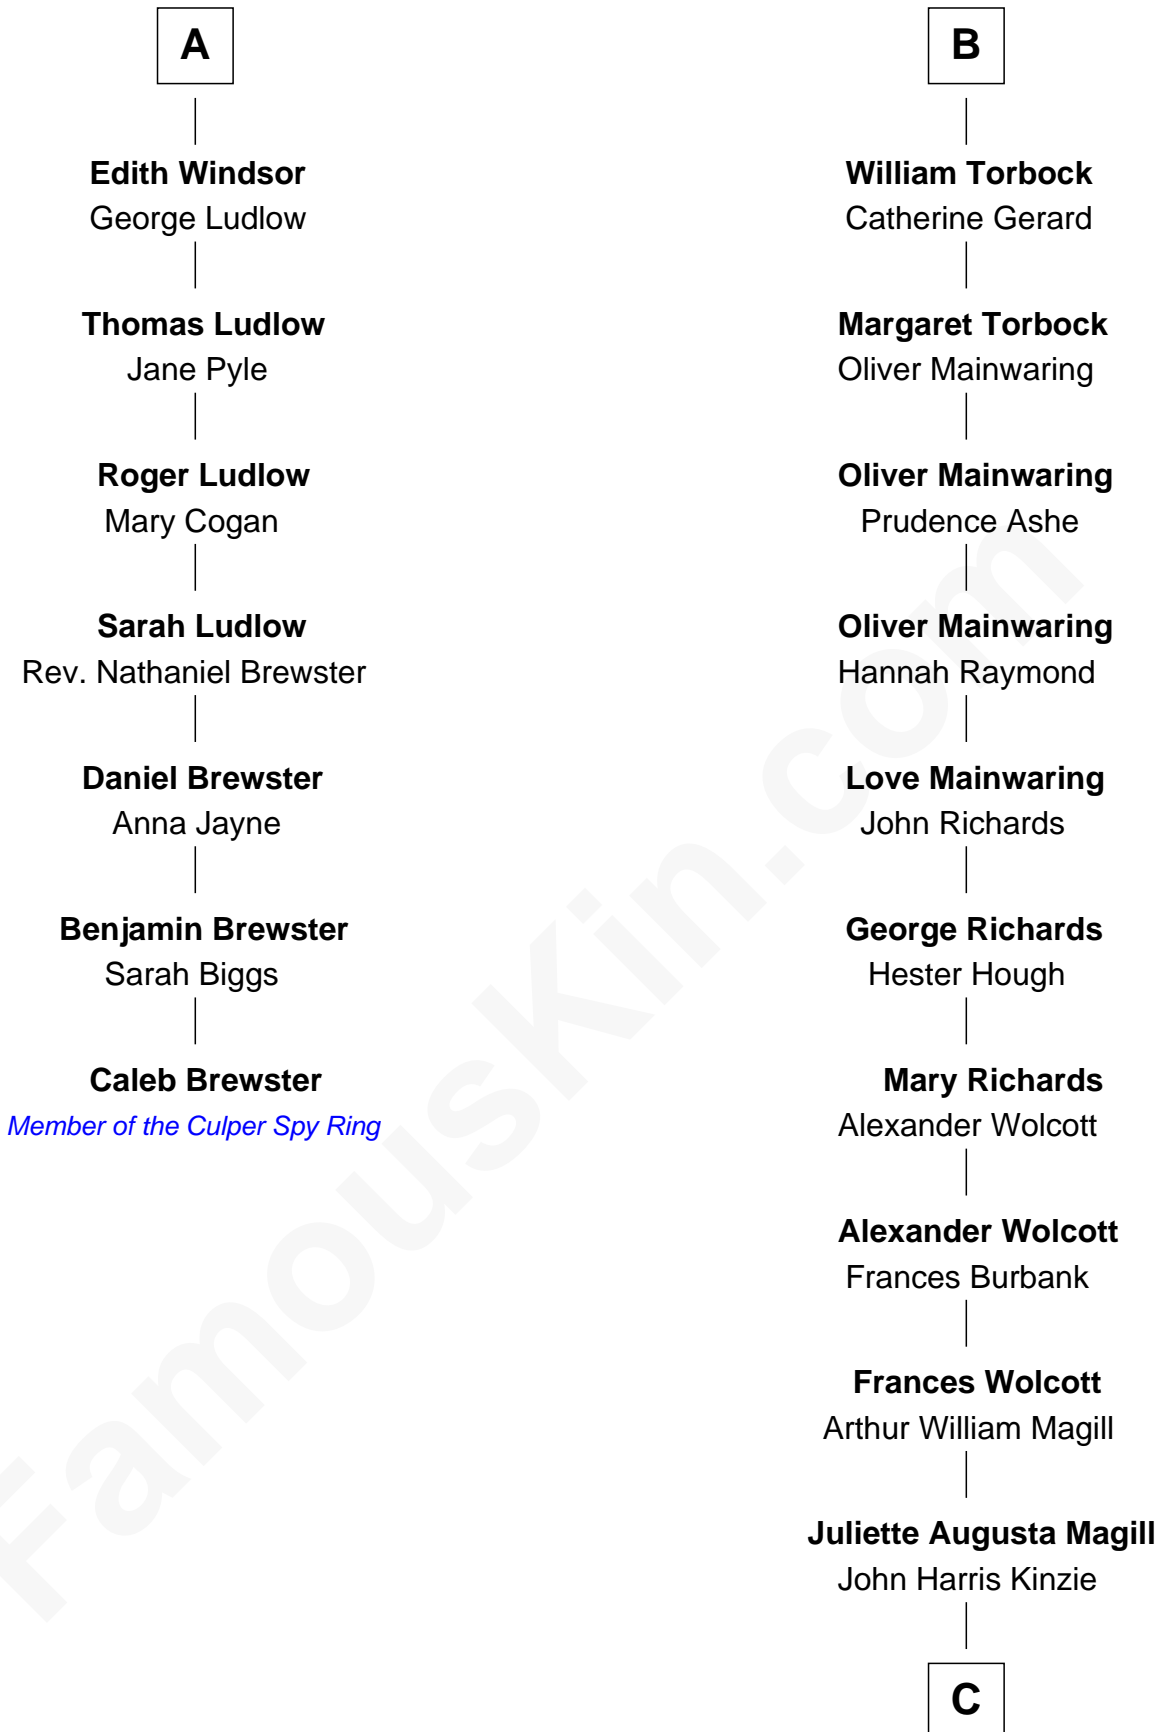 A
Edith Windsor
George Ludlow
Thomas Ludlow
Jane Pyle
Roger Ludlow
Mary Cogan
Sarah Ludlow
Rev. Nathaniel Brewster
Daniel Brewster
Anna Jayne
Benjamin Brewster
Sarah Biggs
Caleb Brewster
Member of the Culper Spy Ring
B
William Torbock
Catherine Gerard
Margaret Torbock
Oliver Mainwaring
Oliver Mainwaring
Prudence Ashe
Oliver Mainwaring
Hannah Raymond
Love Mainwaring
John Richards
George Richards
Hester Hough
Mary Richards
Alexander Wolcott
Alexander Wolcott
Frances Burbank
Frances Wolcott
Arthur William Magill
Juliette Augusta Magill
John Harris Kinzie
C
FamousKin.com